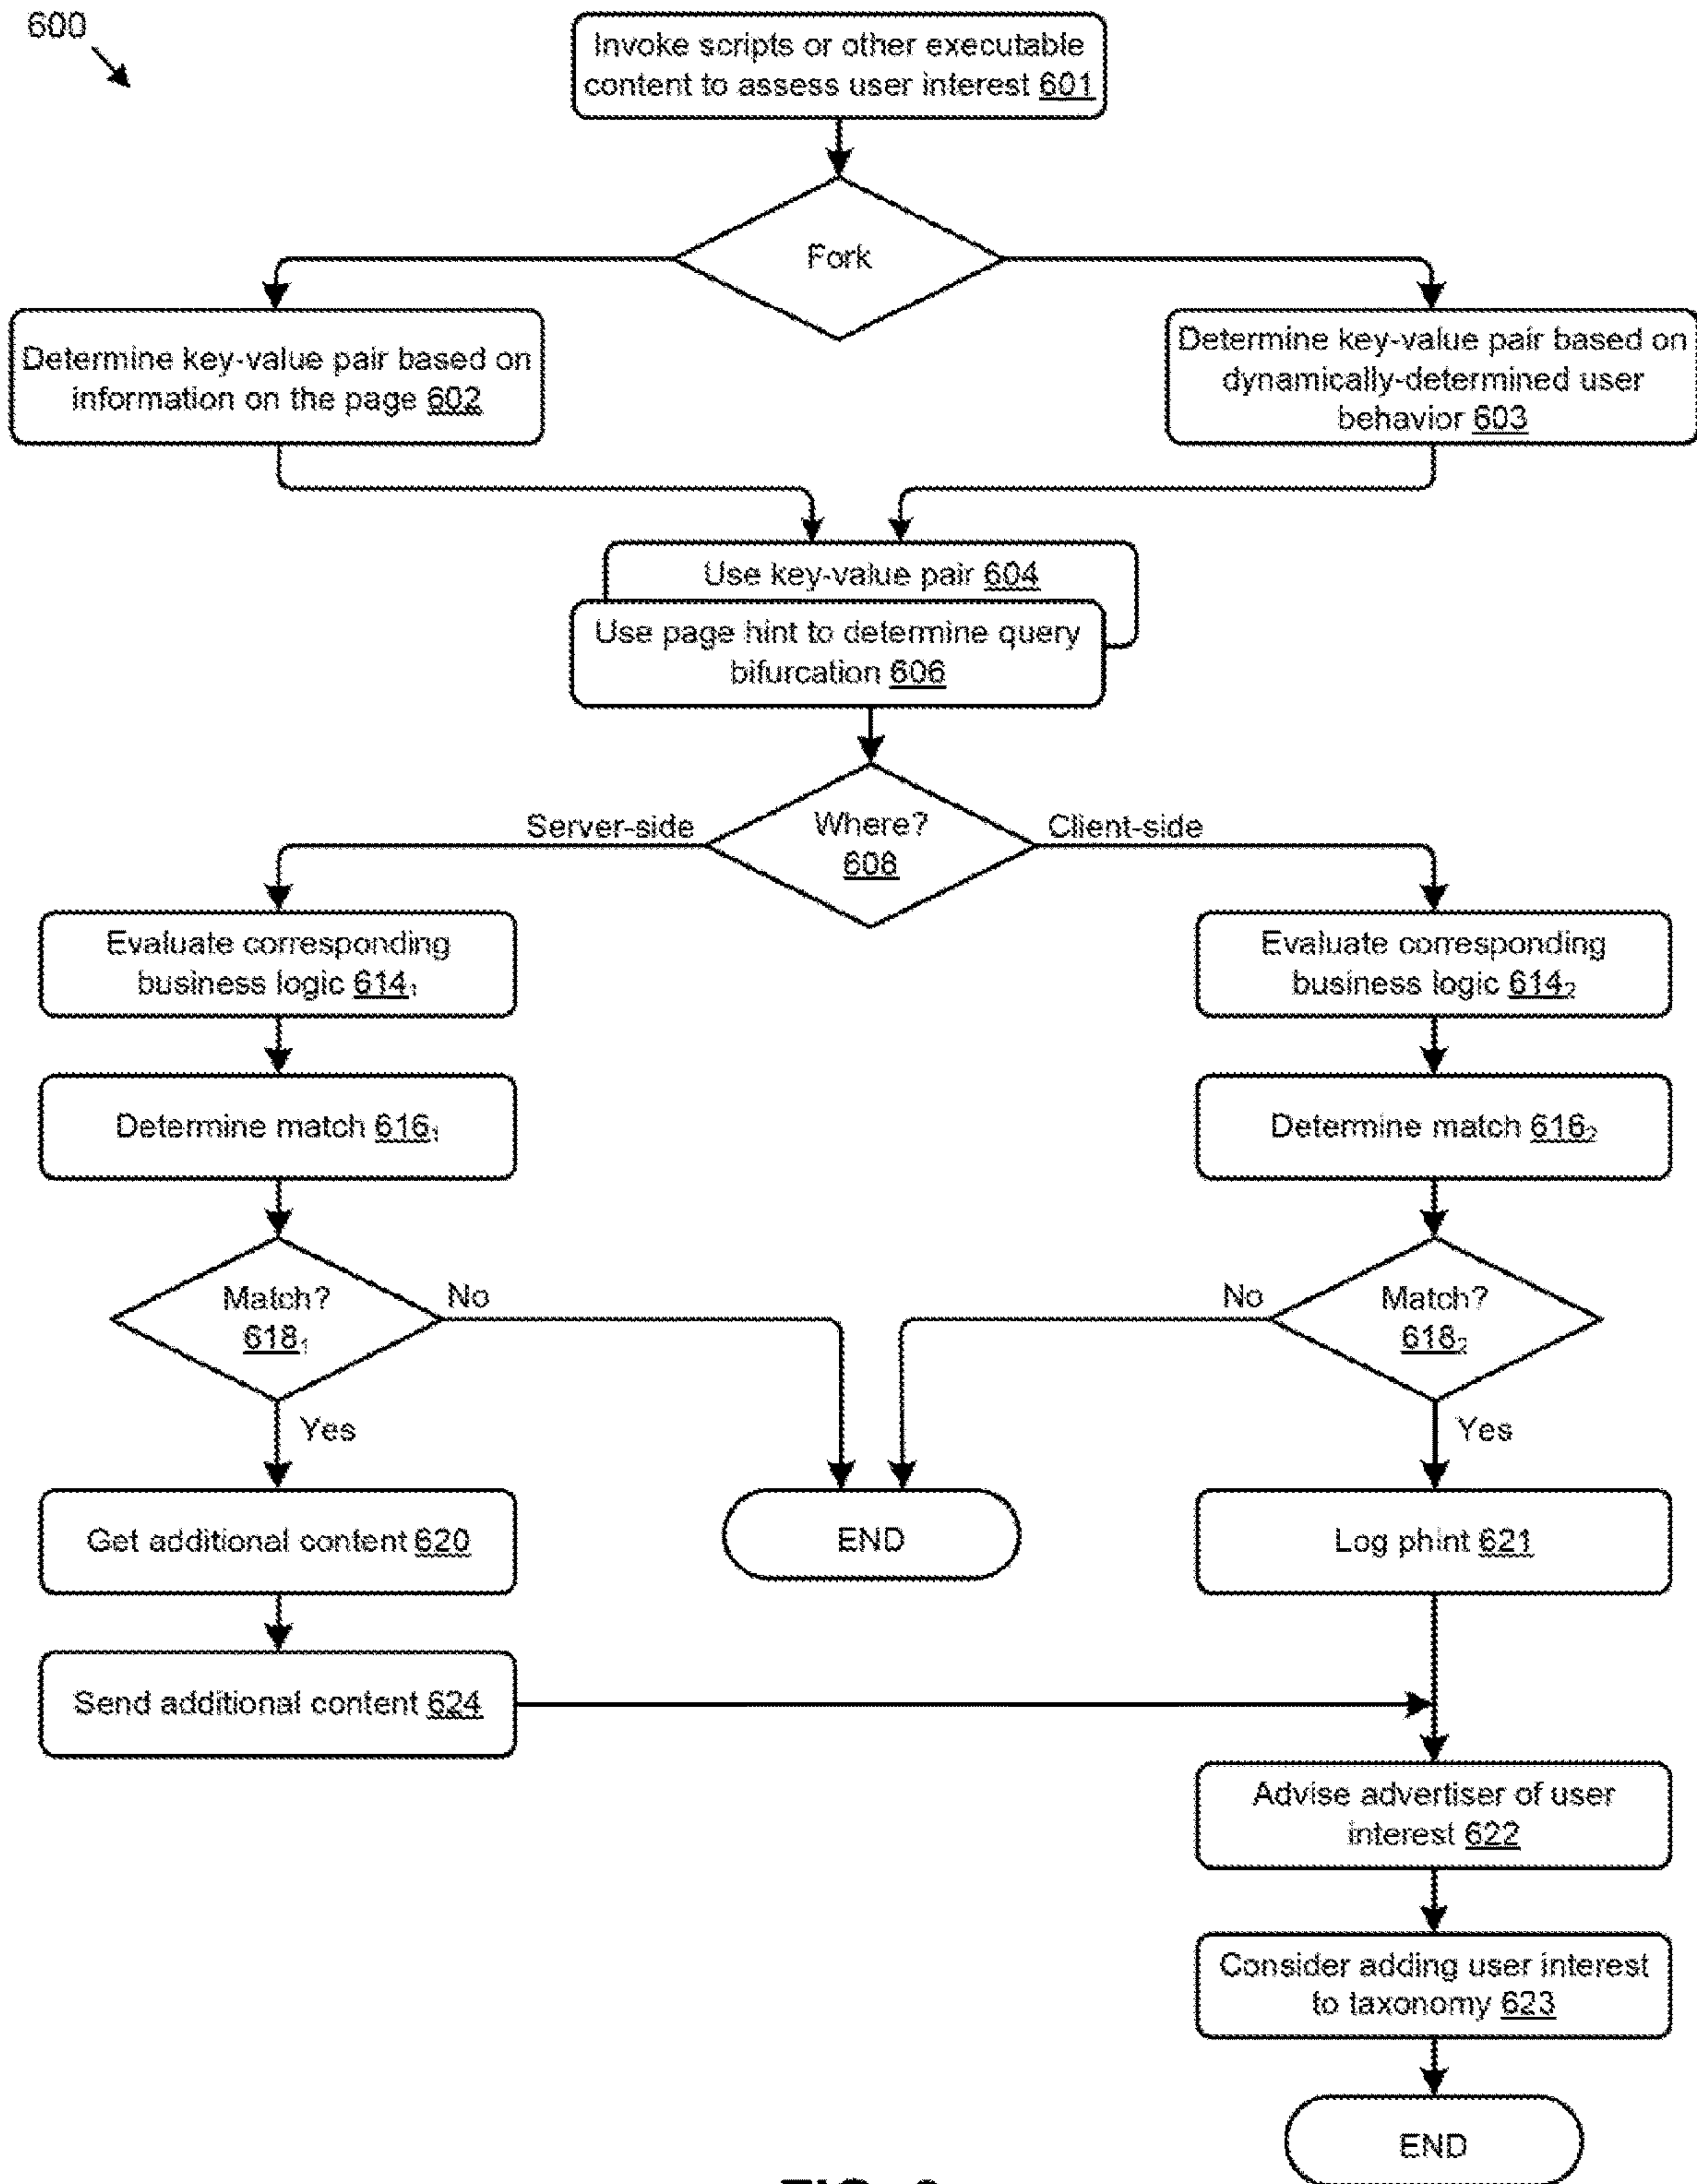 600
Invoke scripts or other executable
content to assess user interest 601
Fork
Determine key-value pair based on
information on the page 602
Determine key-value pair based on
dynamically-determined user
behavior 603
Use key-value pair 604
Use page hint to determine query
bifurcation 606
Server-side
Where?
608
Client-side
Evaluate corresponding
business logic 614₁
Evaluate corresponding
business logic 614₂
Determine match 616₁
Determine match 616₂
Match?
618₁
No
No
Match?
618₂
Yes
Yes
Get additional content 620
END
Log phint 621
Send additional content 624
Advise advertiser of user
interest 622
Consider adding user interest
to taxonomy 623
END